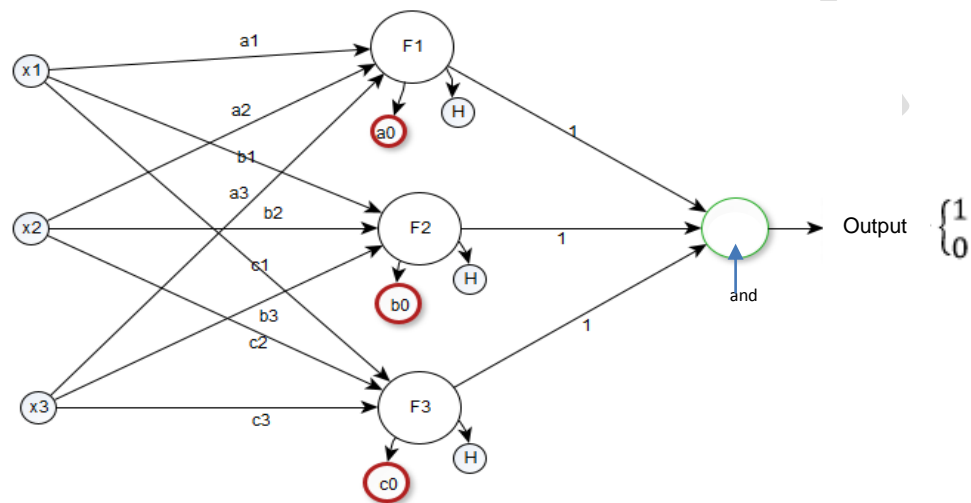 a1
F1
x1
a2
H
a0
1
b1
a3
b2
x2
F2
1
Output {1 0
c1
H
and
b0
b3
c2
1
x3
F3
c3
H
c0